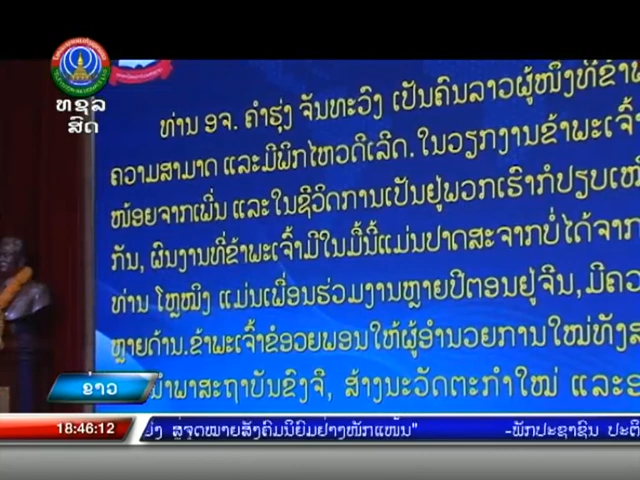 ທຊລ
ສົດ
ທ່ານ ອຈ. ຄຳຮຸ່ງ ຈັນທະວົງ ເປັນຄົນລາວຜູ້ໜຶ່ງທີ່ຂ້າພ
ຄວາມສາມາດ ແລະມີພິກໄຫວດີເລີດ. ໃນວຽກງານຂ້າພະເຈົ້າ
ໜ້ອຍຈາກເພິ່ນ ແລະໃນຊີວິດການເປັນຢູ່ພວກເຮົາກໍປຽບເໝ
ກັນ, ຜົນງານທີ່ຂ້າພະເຈົ້າມີໃນມື້ນີ້ແມ່ນປາດສະຈາກບໍ່ໄດ້ຈາກ
ທ່ານ ໂຫຼໝິງ ແມ່ນເພື່ອນຮ່ວມງານຫຼາຍປີຕອນຢູ່ຈີນ, ມີຄວ
ຫຼາຍດ້ານ. ຂ້າພະເຈົ້າຂໍອວຍພອນໃຫ້ຜູ້ອຳນວຍການໃໝ່ທັງສ
ນຳພາສະຖາບັນຂົງຈື, ສ້າງນະວັດຕະກຳໃໝ່ ແລະຂ
ຂ່າວ
18:46:12 ສູ່ຈຸດໝາຍສັງຄົມນິຍົມຢ່າງໜັກແໜ້ນ" -ພັກປະຊາຊົນ ປະຕິ